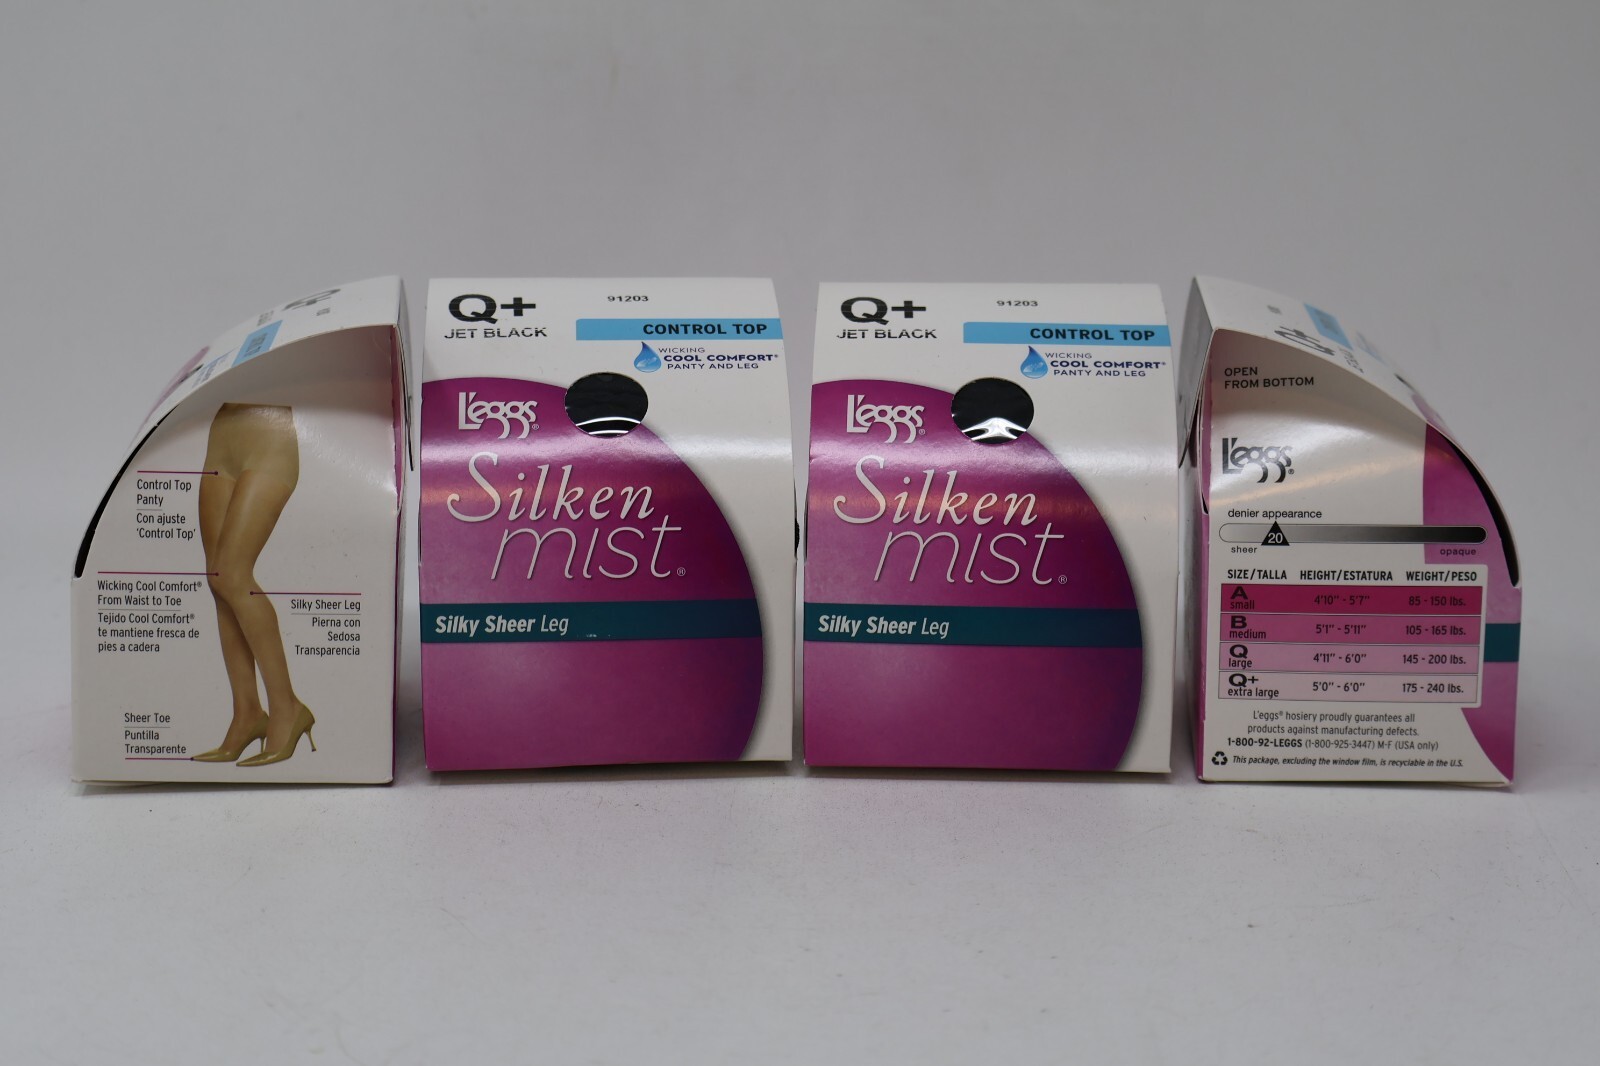 Control Top
Panty
Con ajuste
'Control Top'
Wicking Cool Comfort®
From Waist to Toe
Tejido Cool Comfort®
te mantiene fresca de
pies a cadera
Silky Sheer Leg
Pierna con
Sedosa
Transparencia
Sheer Toe
Puntilla
Transparente
Q+
91203
JET BLACK
CONTROL TOP
WICKING
COOL COMFORT®
PANTY AND LEG
L'eggs®
Silken
mist®
Silky Sheer Leg
Q+
91203
JET BLACK
CONTROL TOP
WICKING
COOL COMFORT®
PANTY AND LEG
L'eggs®
Silken
mist®
Silky Sheer Leg
Q+
OPEN
FROM BOTTOM
L'eggs®
denier appearance
20
sheer opaque
SIZE/TALLA HEIGHT/ESTATURA WEIGHT/PESO
A small 4'10" - 5'7" 85 - 150 lbs.
B medium 5'1" - 5'11" 105 - 165 lbs.
Q large 4'11" - 6'0" 145 - 200 lbs.
Q+ extra large 5'0" - 6'0" 175 - 240 lbs.
L'eggs® hosiery proudly guarantees all
products against manufacturing defects.
1-800-92-LEGGS (1-800-925-3447) M-F (USA only)
This package, excluding the window film, is recyclable in the U.S.